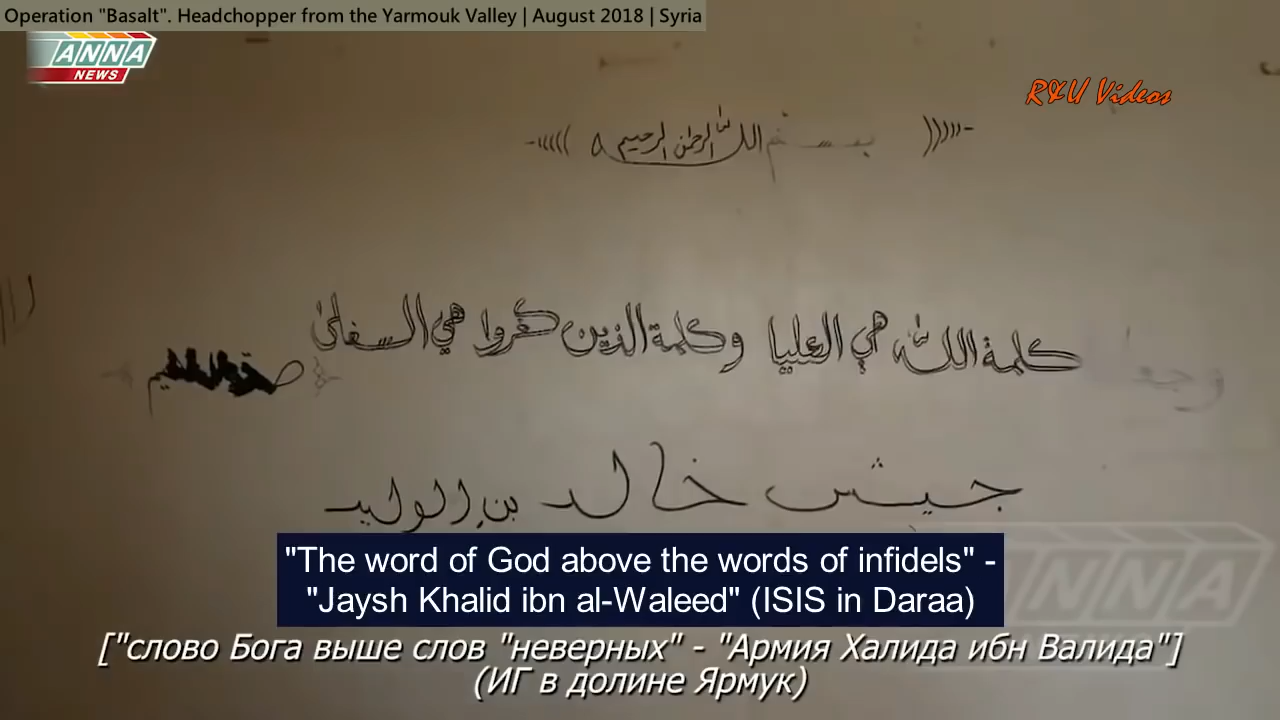 Operation "Basalt". Headchopper from the Yarmouk Valley | August 2018 | Syria
ANNA
NEWS
R&U Videos
بسم الله الرحمن الرحيم
وجعل كلمة الله هي العليا وكلمة الذين كفروا هي السفلى
جيش خالد بن الوليد
"The word of God above the words of infidels" -
"Jaysh Khalid ibn al-Waleed" (ISIS in Daraa)
["слово Бога выше слов "неверных" - "Армия Халида ибн Валида"]
(ИГ в долине Ярмук)
ANNA